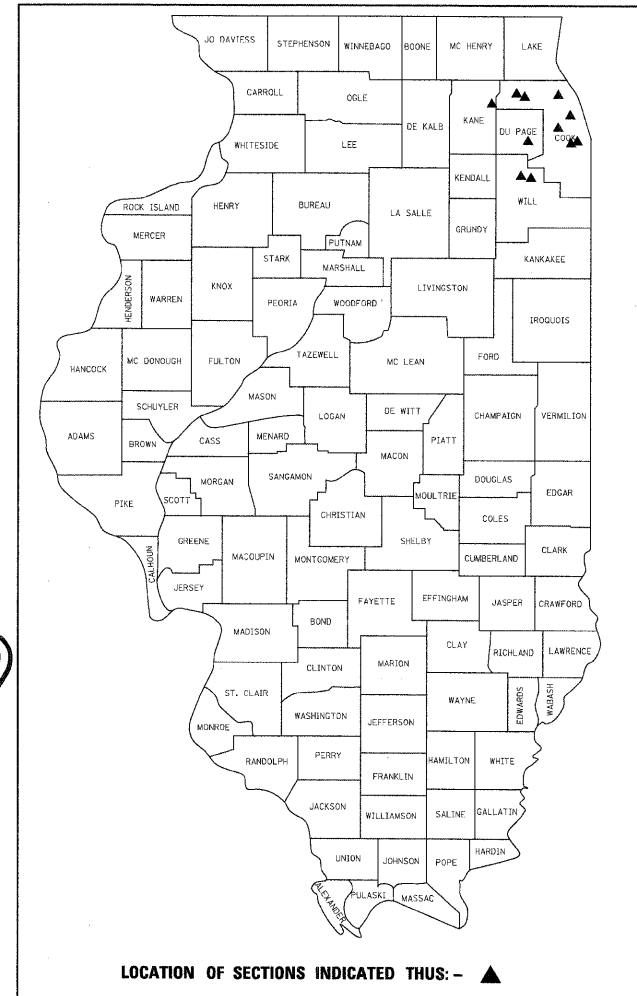 JO DAVIESS STEPHENSON WINNEBAGO BOONE MC HENRY LAKE
CARROLL OGLE DE KALB KANE DU PAGE COOK
WHITESIDE LEE
KENDALL WILL
ROCK ISLAND HENRY BUREAU LA SALLE GRUNDY
MERCER PUTNAM
STARK MARSHALL KANKAKEE
HENDERSON WARREN KNOX PEORIA WOODFORD LIVINGSTON IROQUOIS
HANCOCK MC DONOUGH FULTON TAZEWELL MC LEAN FORD
MASON
SCHUYLER LOGAN DE WITT CHAMPAIGN VERMILION
ADAMS BROWN CASS MENARD MACON PIATT
MORGAN SANGAMON DOUGLAS
PIKE SCOTT CHRISTIAN MOULTRIE COLES EDGAR
GREENE MACOUPIN MONTGOMERY SHELBY CUMBERLAND CLARK
CALHOUN JERSEY
FAYETTE EFFINGHAM JASPER CRAWFORD
MADISON BOND
CLINTON MARION CLAY RICHLAND LAWRENCE
ST. CLAIR WAYNE EDWARDS WABASH
MONROE WASHINGTON JEFFERSON
RANDOLPH PERRY HAMILTON WHITE
FRANKLIN
JACKSON WILLIAMSON SALINE GALLATIN
UNION JOHNSON POPE HARDIN
ALEXANDER PULASKI MASSAC
LOCATION OF SECTIONS INDICATED THUS: -